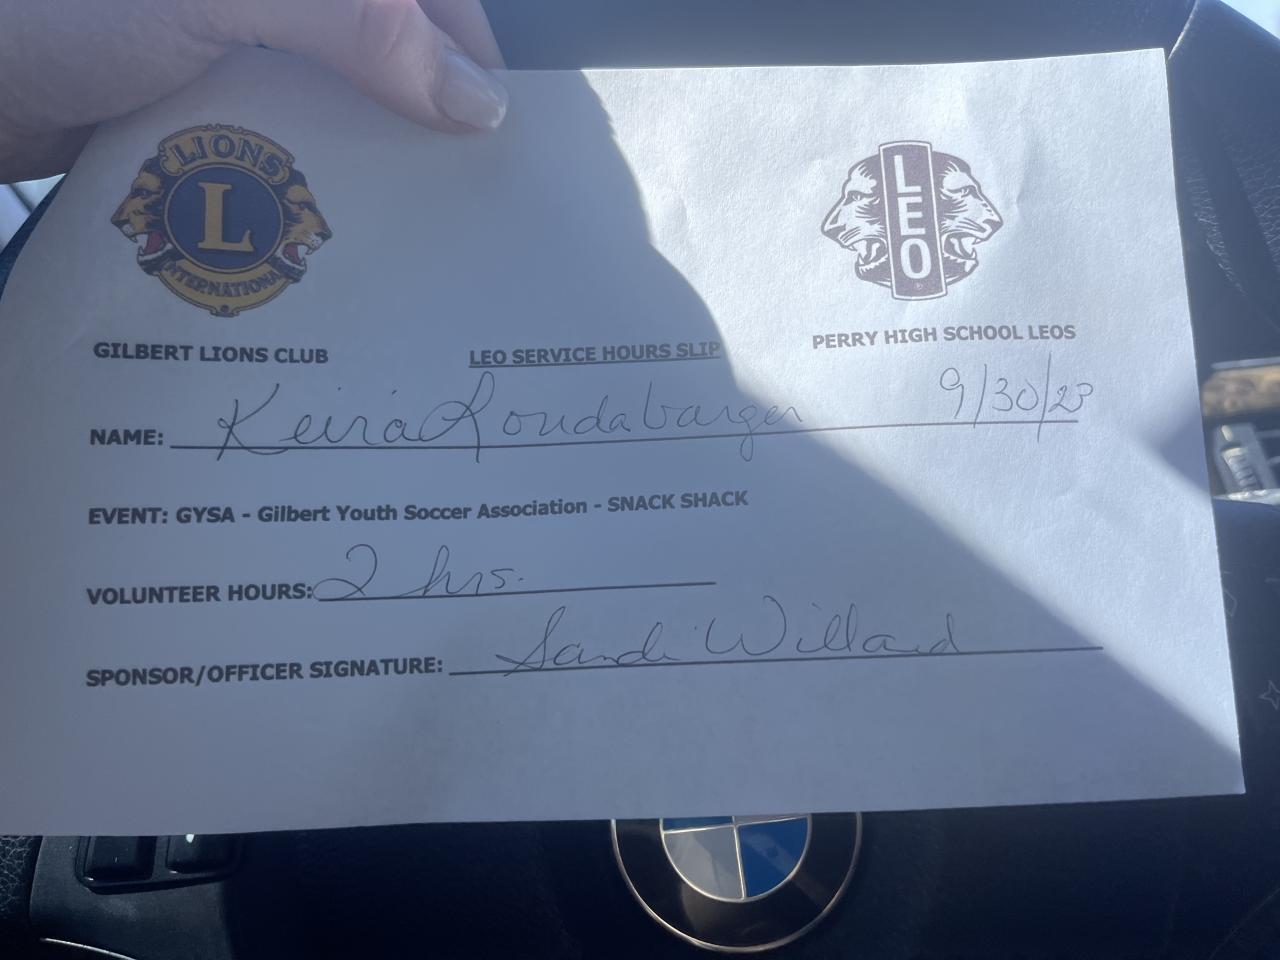 LIONS
L
INTERNATIONAL
LEO
GILBERT LIONS CLUB
LEO SERVICE HOURS SLIP
PERRY HIGH SCHOOL LEOS
NAME: Keira Loudabarger 9/30/23
EVENT: GYSA - Gilbert Youth Soccer Association - SNACK SHACK
VOLUNTEER HOURS: 2 hrs.
SPONSOR/OFFICER SIGNATURE: Sandi Willard